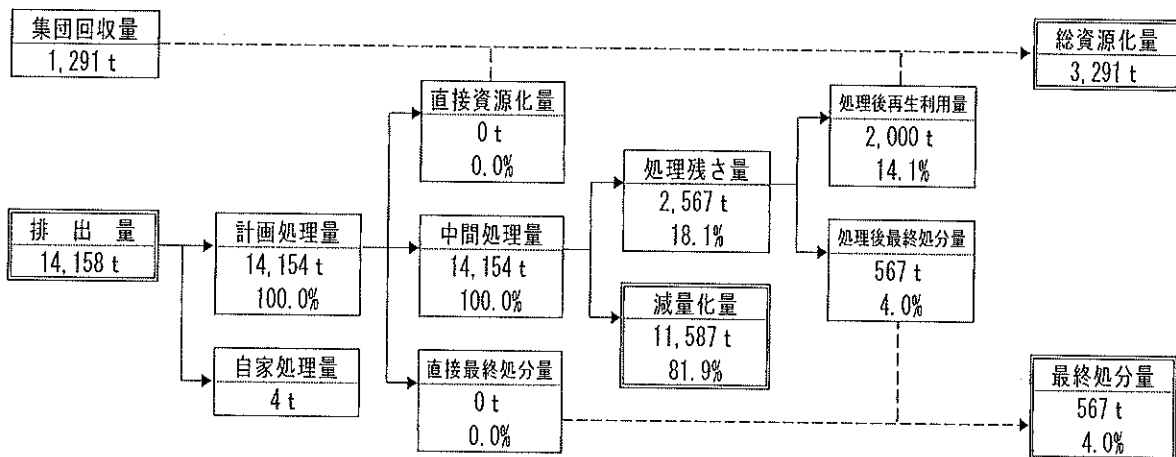 集団回収量
1,291 t
総資源化量
3,291 t
直接資源化量
0 t
0.0%
処理後再生利用量
2,000 t
14.1%
処理残さ量
2,567 t
18.1%
排 出 量
14,158 t
計画処理量
14,154 t
100.0%
中間処理量
14,154 t
100.0%
処理後最終処分量
567 t
4.0%
減量化量
11,587 t
81.9%
自家処理量
4 t
直接最終処分量
0 t
0.0%
最終処分量
567 t
4.0%